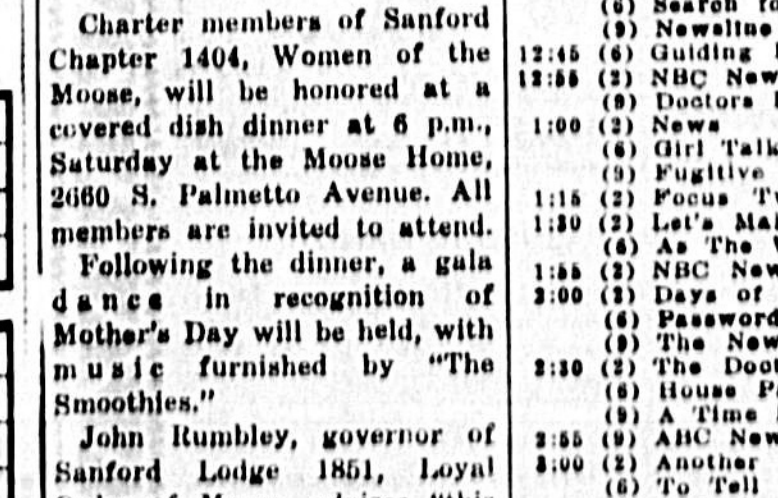 Charter members of Sanford
Chapter 1404, Women of the
Moose, will be honored at a
covered dish dinner at 6 p.m.,
Saturday at the Moose Home,
2660 S. Palmetto Avenue. All
members are invited to attend.
Following the dinner, a gala
dance in recognition of
Mother's Day will be held, with
music furnished by "The
Smoothies."
John Rumbley, governor of
Sanford Lodge 1851, Loyal
(6) Search
(9) Newsline
12:45 (6) Guiding
12:55 (2) NBC
(9) Doctors
1:00 (2) News
(6) Girl Talk
(9) Fugitive
1:15 (2) Focus
1:30 (2) Let's
(6) As The
1:55 (2) NBC
2:00 (2) Days of
(6) Password
(9) The
2:30 (2) The
(6) House
(9) A Time
2:55 (9) ABC
3:00 (2) Another
(6) To Tell